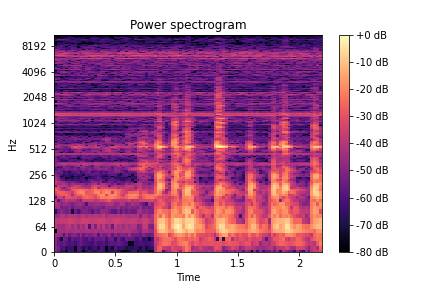 Power spectrogram
8192
4096
2048
1024
512
256
128
64
0
Hz
0
0.5
1
1.5
2
Time
+0 dB
-10 dB
-20 dB
-30 dB
-40 dB
-50 dB
-60 dB
-70 dB
-80 dB